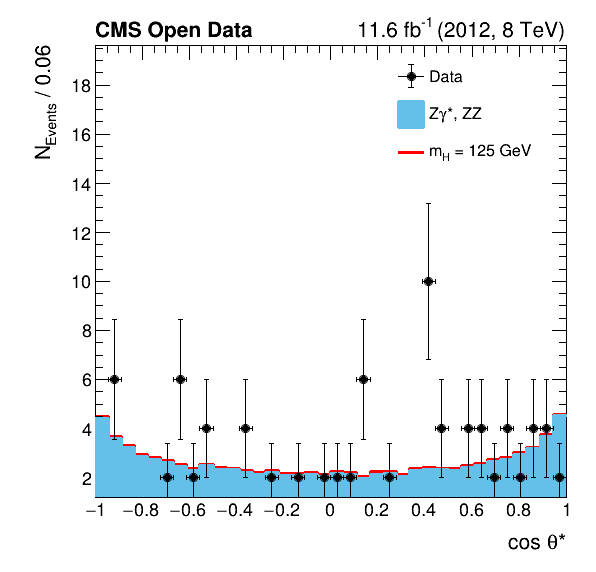 CMS Open Data 11.6 fb⁻¹ (2012, 8 TeV)
N_Events / 0.06
Data
Zγ*, ZZ
m_H = 125 GeV
18
16
14
12
10
8
6
4
2
−1 −0.8 −0.6 −0.4 −0.2 0 0.2 0.4 0.6 0.8 1
cos θ*